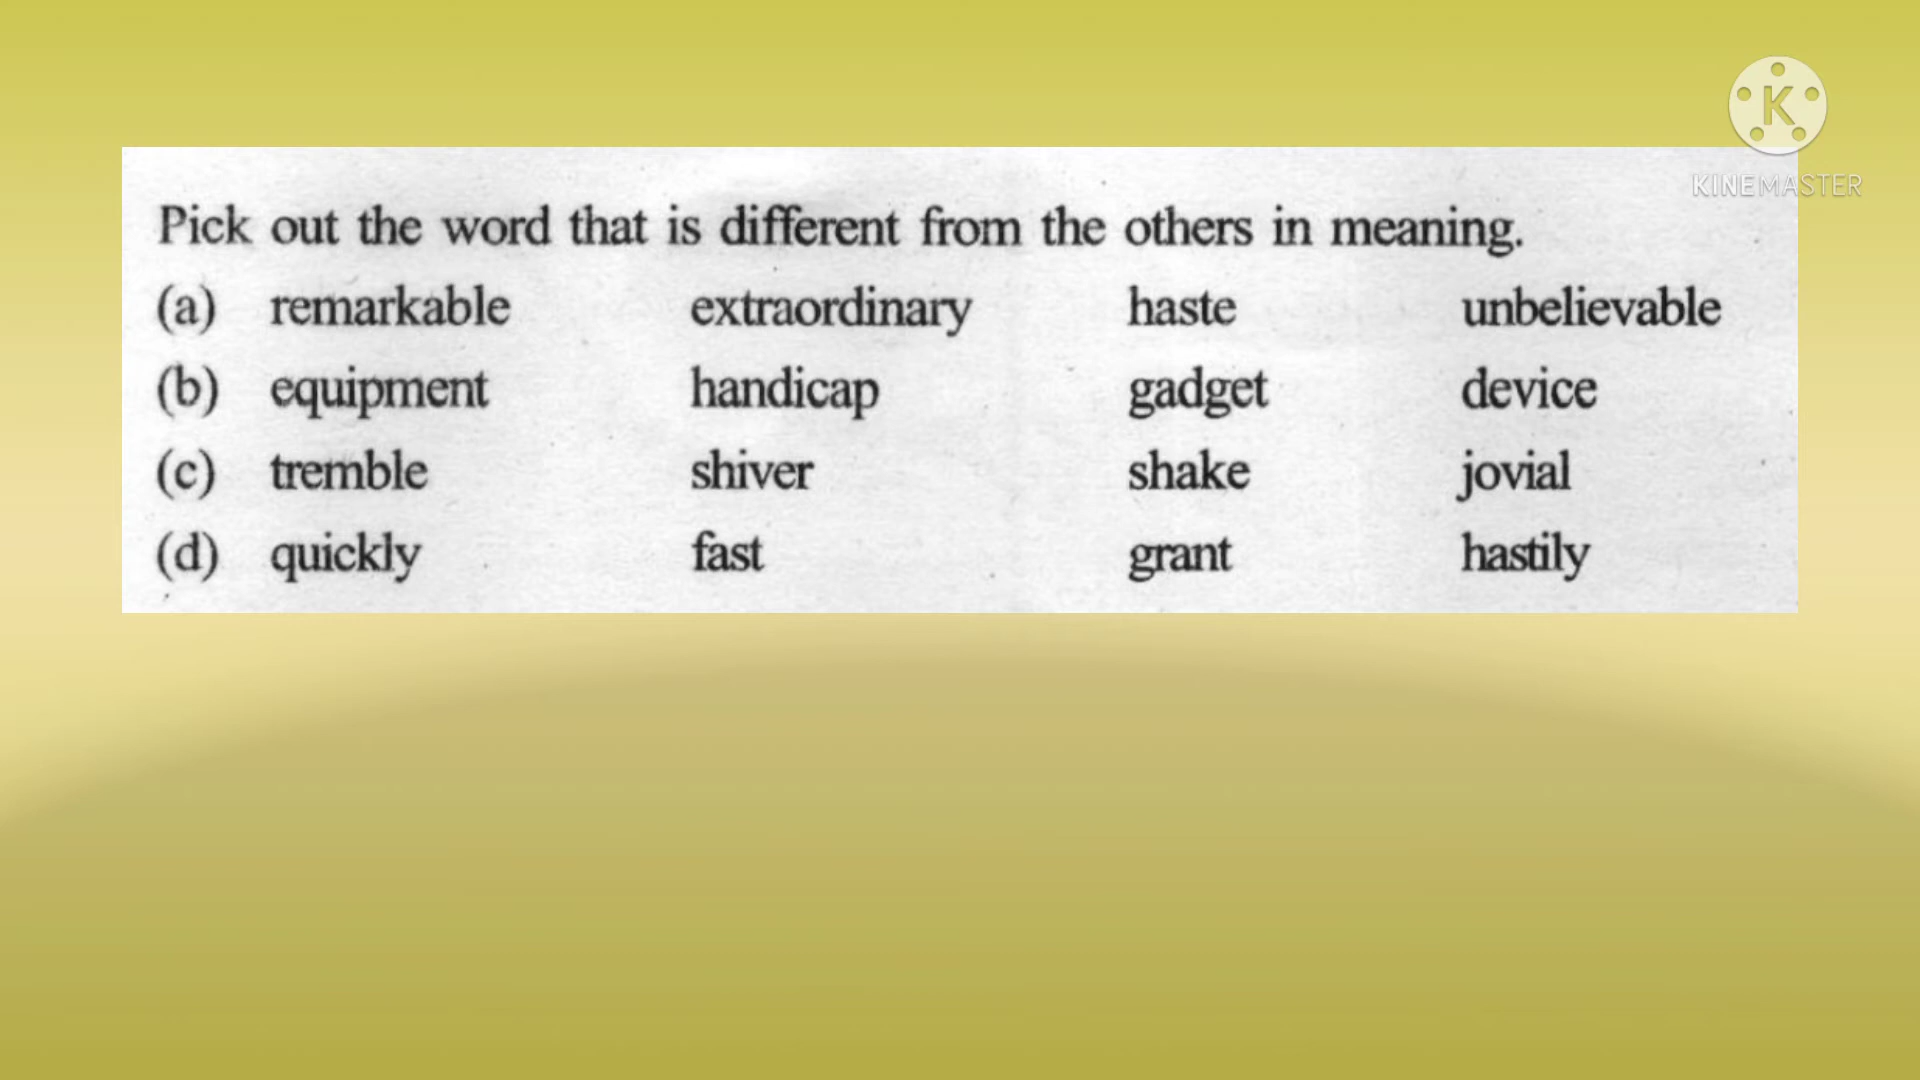 K
KINEMASTER
Pick out the word that is different from the others in meaning.
(a) remarkable extraordinary haste unbelievable
(b) equipment handicap gadget device
(c) tremble shiver shake jovial
(d) quickly fast grant hastily